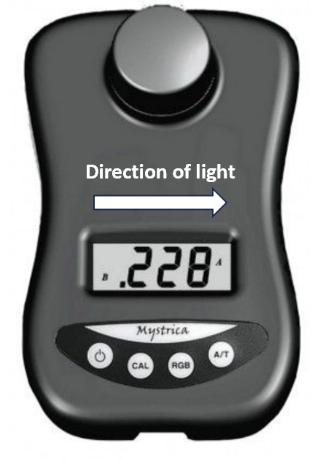 Direction of light
B .228 A
Mystrica
CAL RGB A/T